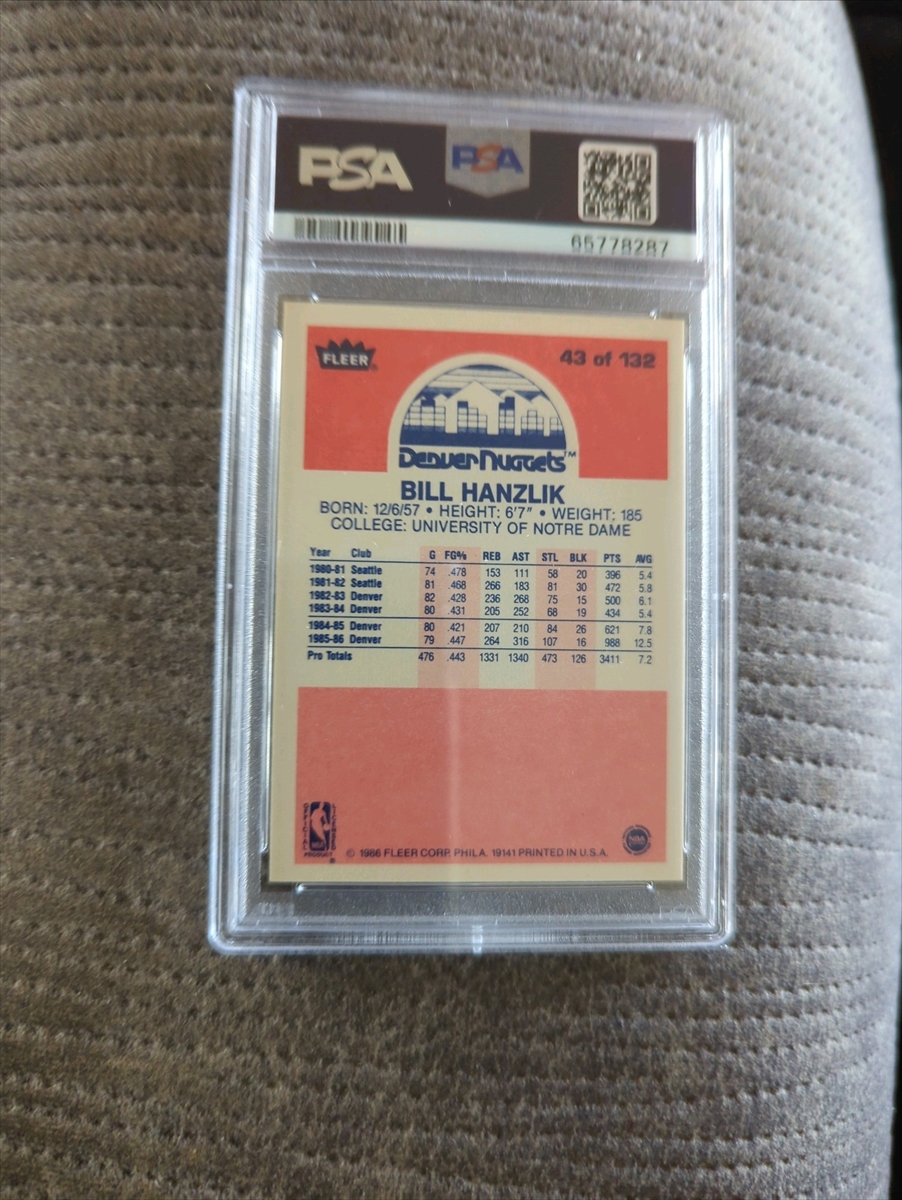 PSA PSA
65778287
FLEER® 43 of 132
Denver Nuggets™
BILL HANZLIK
BORN: 12/6/57 • HEIGHT: 6'7" • WEIGHT: 185
COLLEGE: UNIVERSITY OF NOTRE DAME
Year Club G FG% REB AST STL BLK PTS AVG
1980-81 Seattle 74 .478 153 111 58 20 396 5.4
1981-82 Seattle 81 .468 266 183 81 30 472 5.8
1982-83 Denver 82 .428 236 268 75 15 500 6.1
1983-84 Denver 80 .431 205 252 68 19 434 5.4
1984-85 Denver 80 .421 207 210 84 26 621 7.8
1985-86 Denver 79 .447 264 316 107 16 988 12.5
Pro Totals 476 .443 1331 1340 473 126 3411 7.2
OFFICIAL LICENSED
NBA
PRODUCT ®
© 1986 FLEER CORP. PHILA. 19141 PRINTED IN U.S.A.